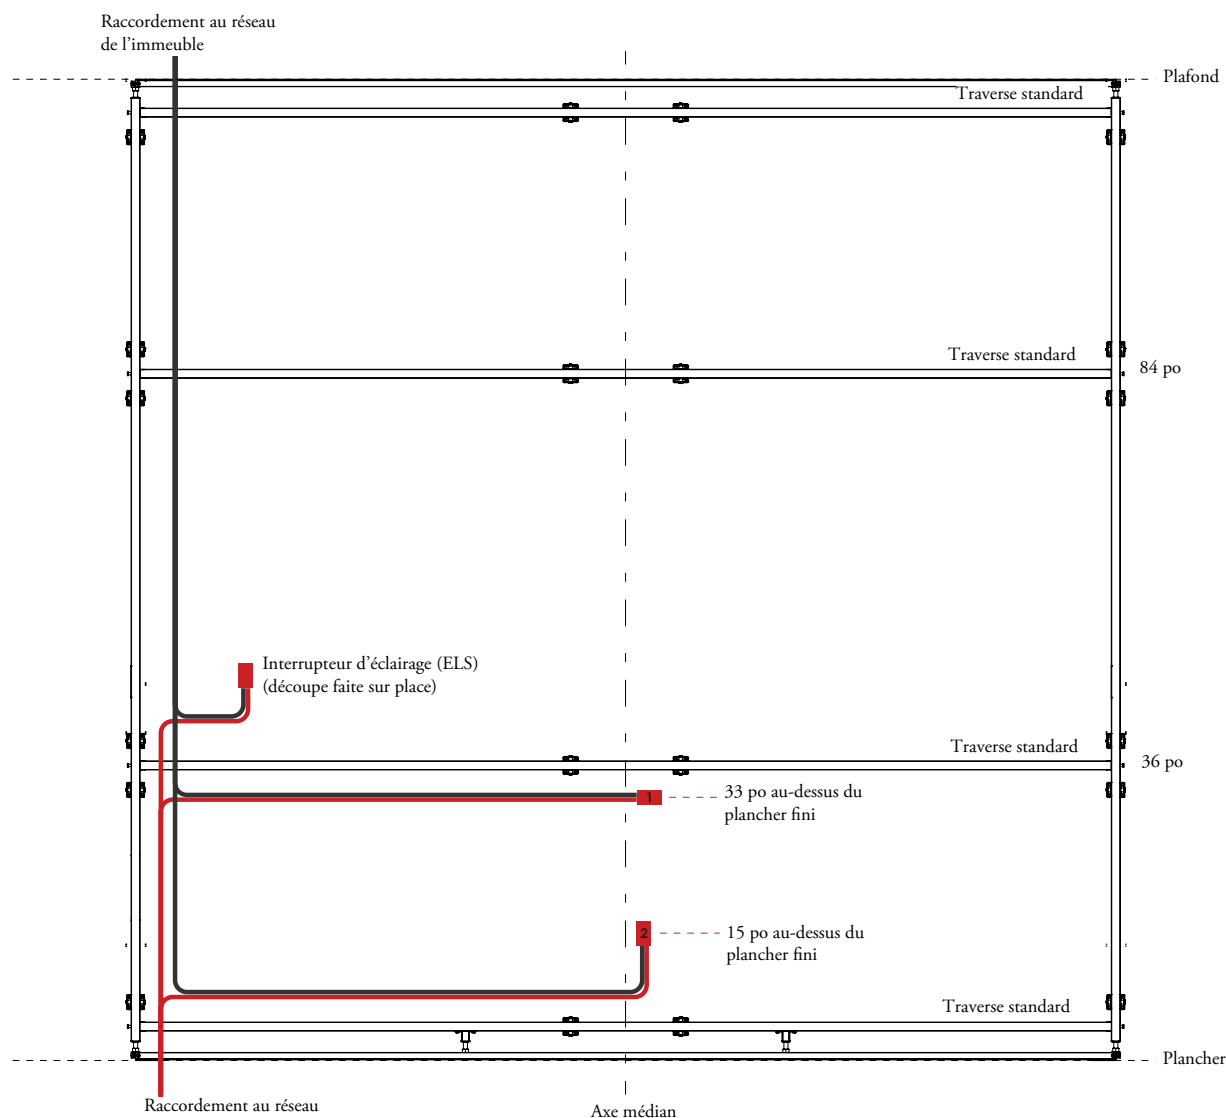 Raccordement au réseau
de l'immeuble
Plafond
Traverse standard
Traverse standard
84 po
Interrupteur d'éclairage (ELS)
(découpe faite sur place)
Traverse standard
36 po
1
33 po au-dessus du
plancher fini
2
15 po au-dessus du
plancher fini
Traverse standard
Plancher
Raccordement au réseau
Axe médian